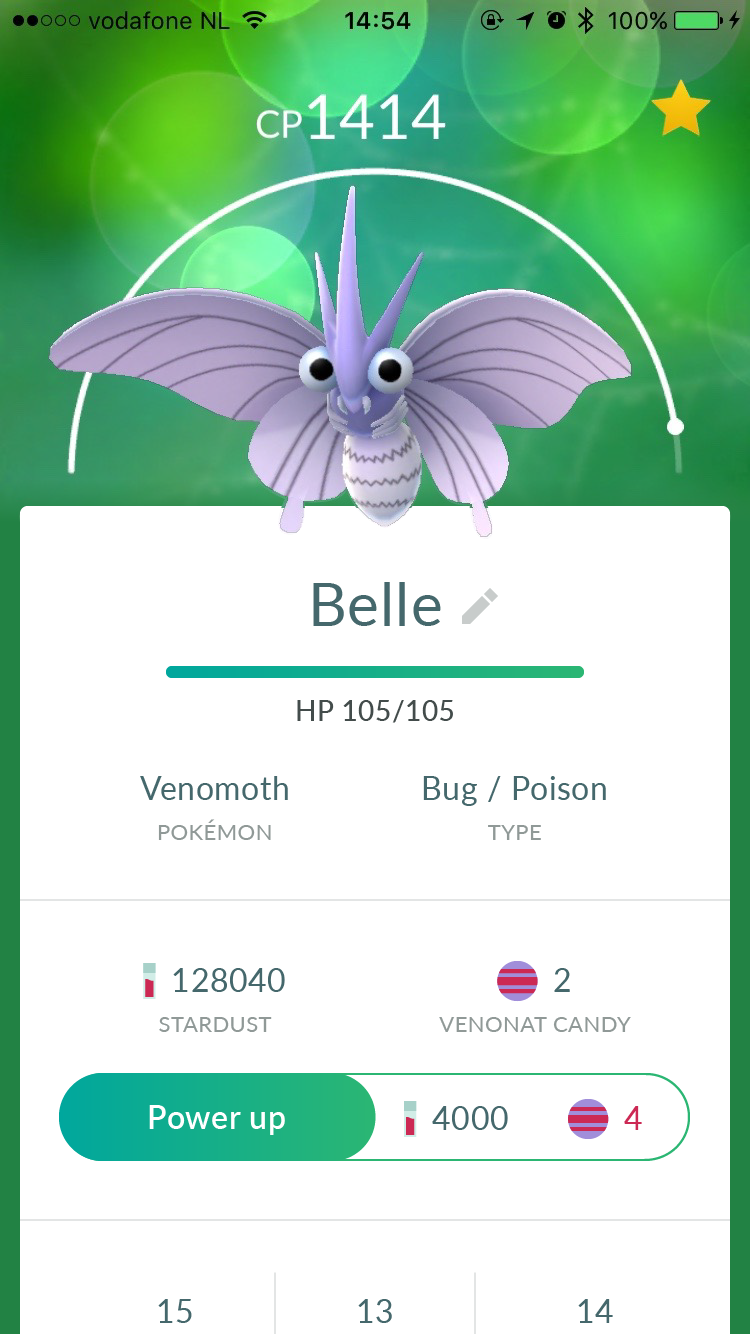 vodafone NL 14:54 100%
CP1414
Belle
HP 105/105
Venomoth Bug / Poison
POKÉMON TYPE
128040 2
STARDUST VENONAT CANDY
Power up 4000 4
15 13 14